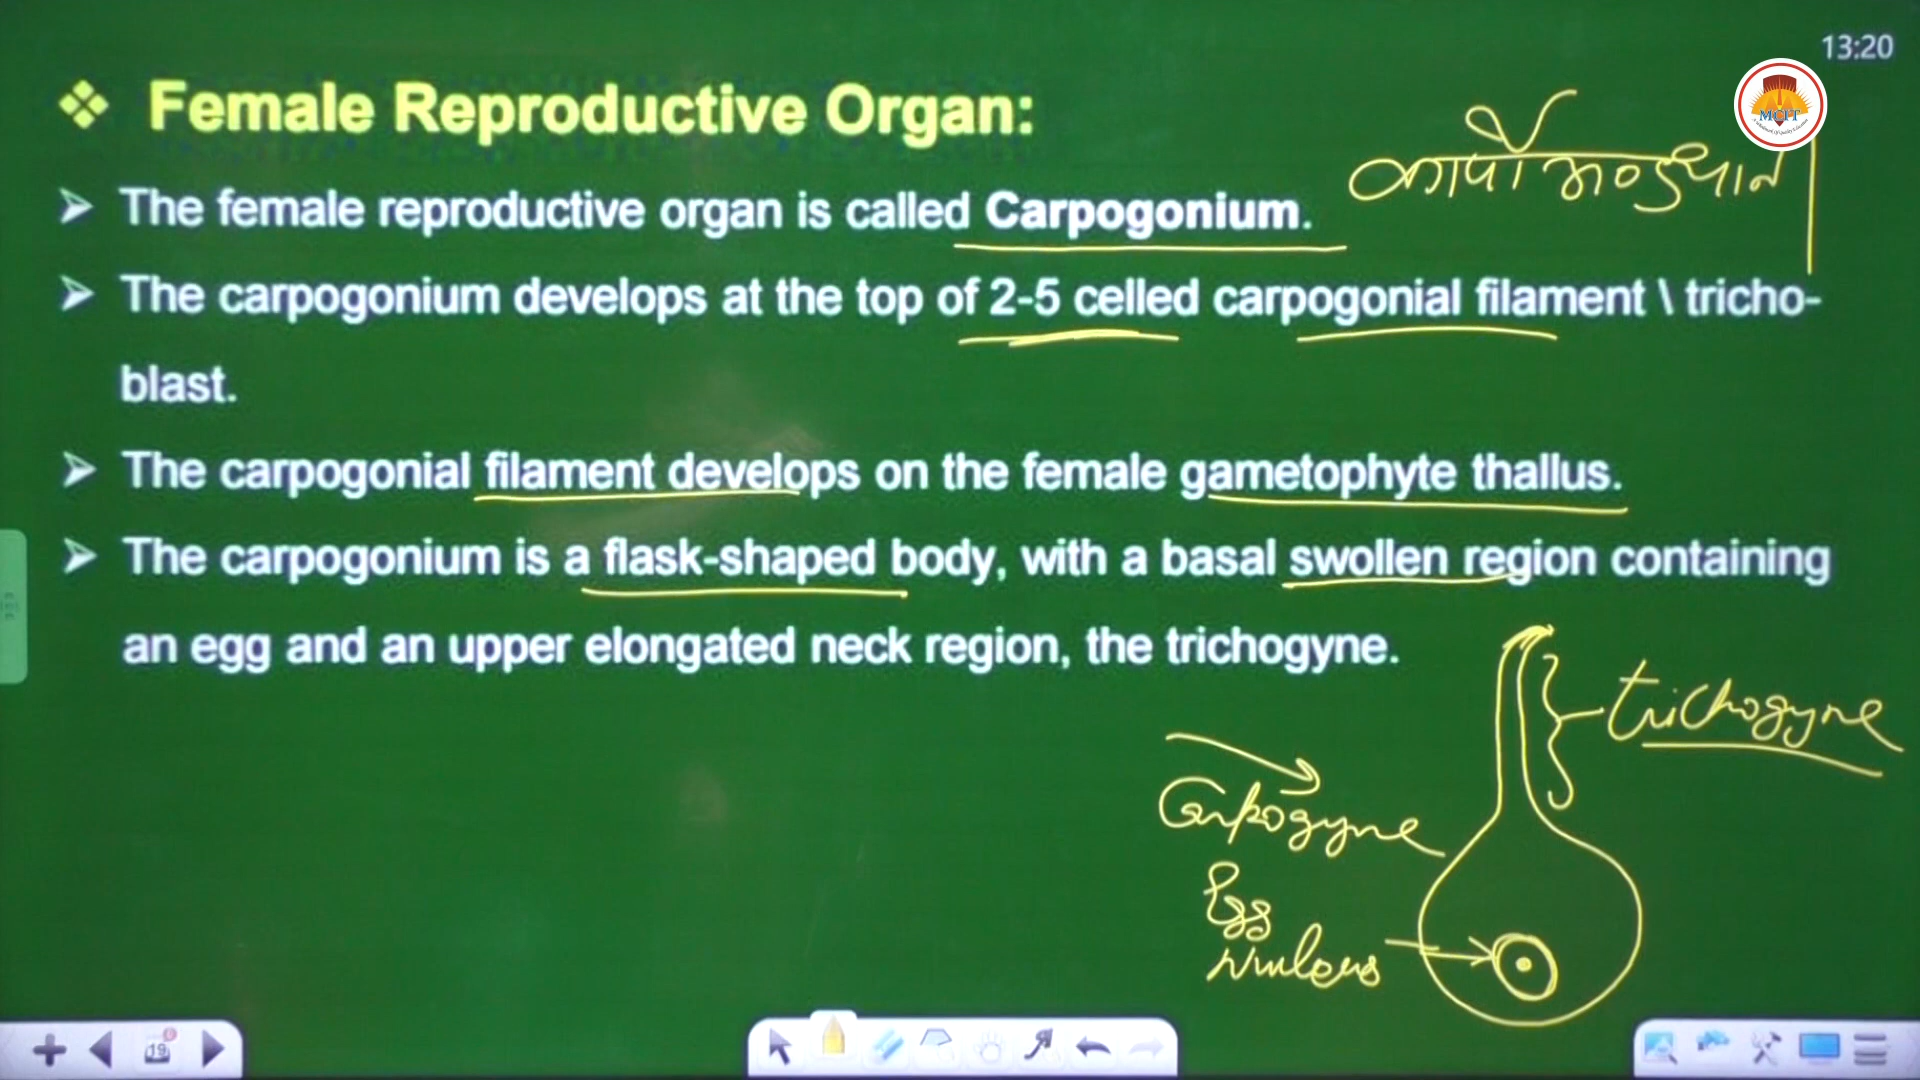 13:20
❖ Female Reproductive Organ:
MCPT
➢ The female reproductive organ is called Carpogonium.
➢ The carpogonium develops at the top of 2-5 celled carpogonial filament \ tricho-
blast.
➢ The carpogonial filament develops on the female gametophyte thallus.
➢ The carpogonium is a flask-shaped body, with a basal swollen region containing
an egg and an upper elongated neck region, the trichogyne.
trichogyne
Carpogyne
Egg
19